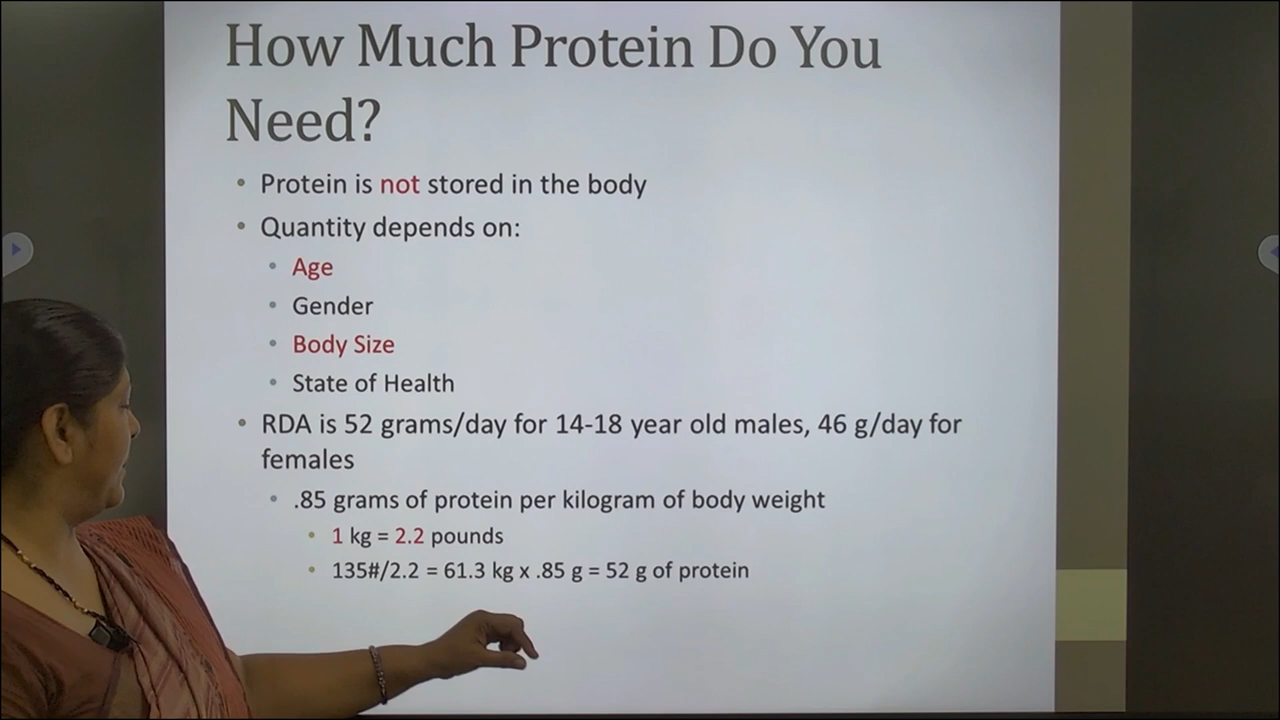 How Much Protein Do You
Need?
• Protein is not stored in the body
• Quantity depends on:
• Age
• Gender
• Body Size
• State of Health
• RDA is 52 grams/day for 14-18 year old males, 46 g/day for
females
• .85 grams of protein per kilogram of body weight
• 1 kg = 2.2 pounds
• 135#/2.2 = 61.3 kg x .85 g = 52 g of protein